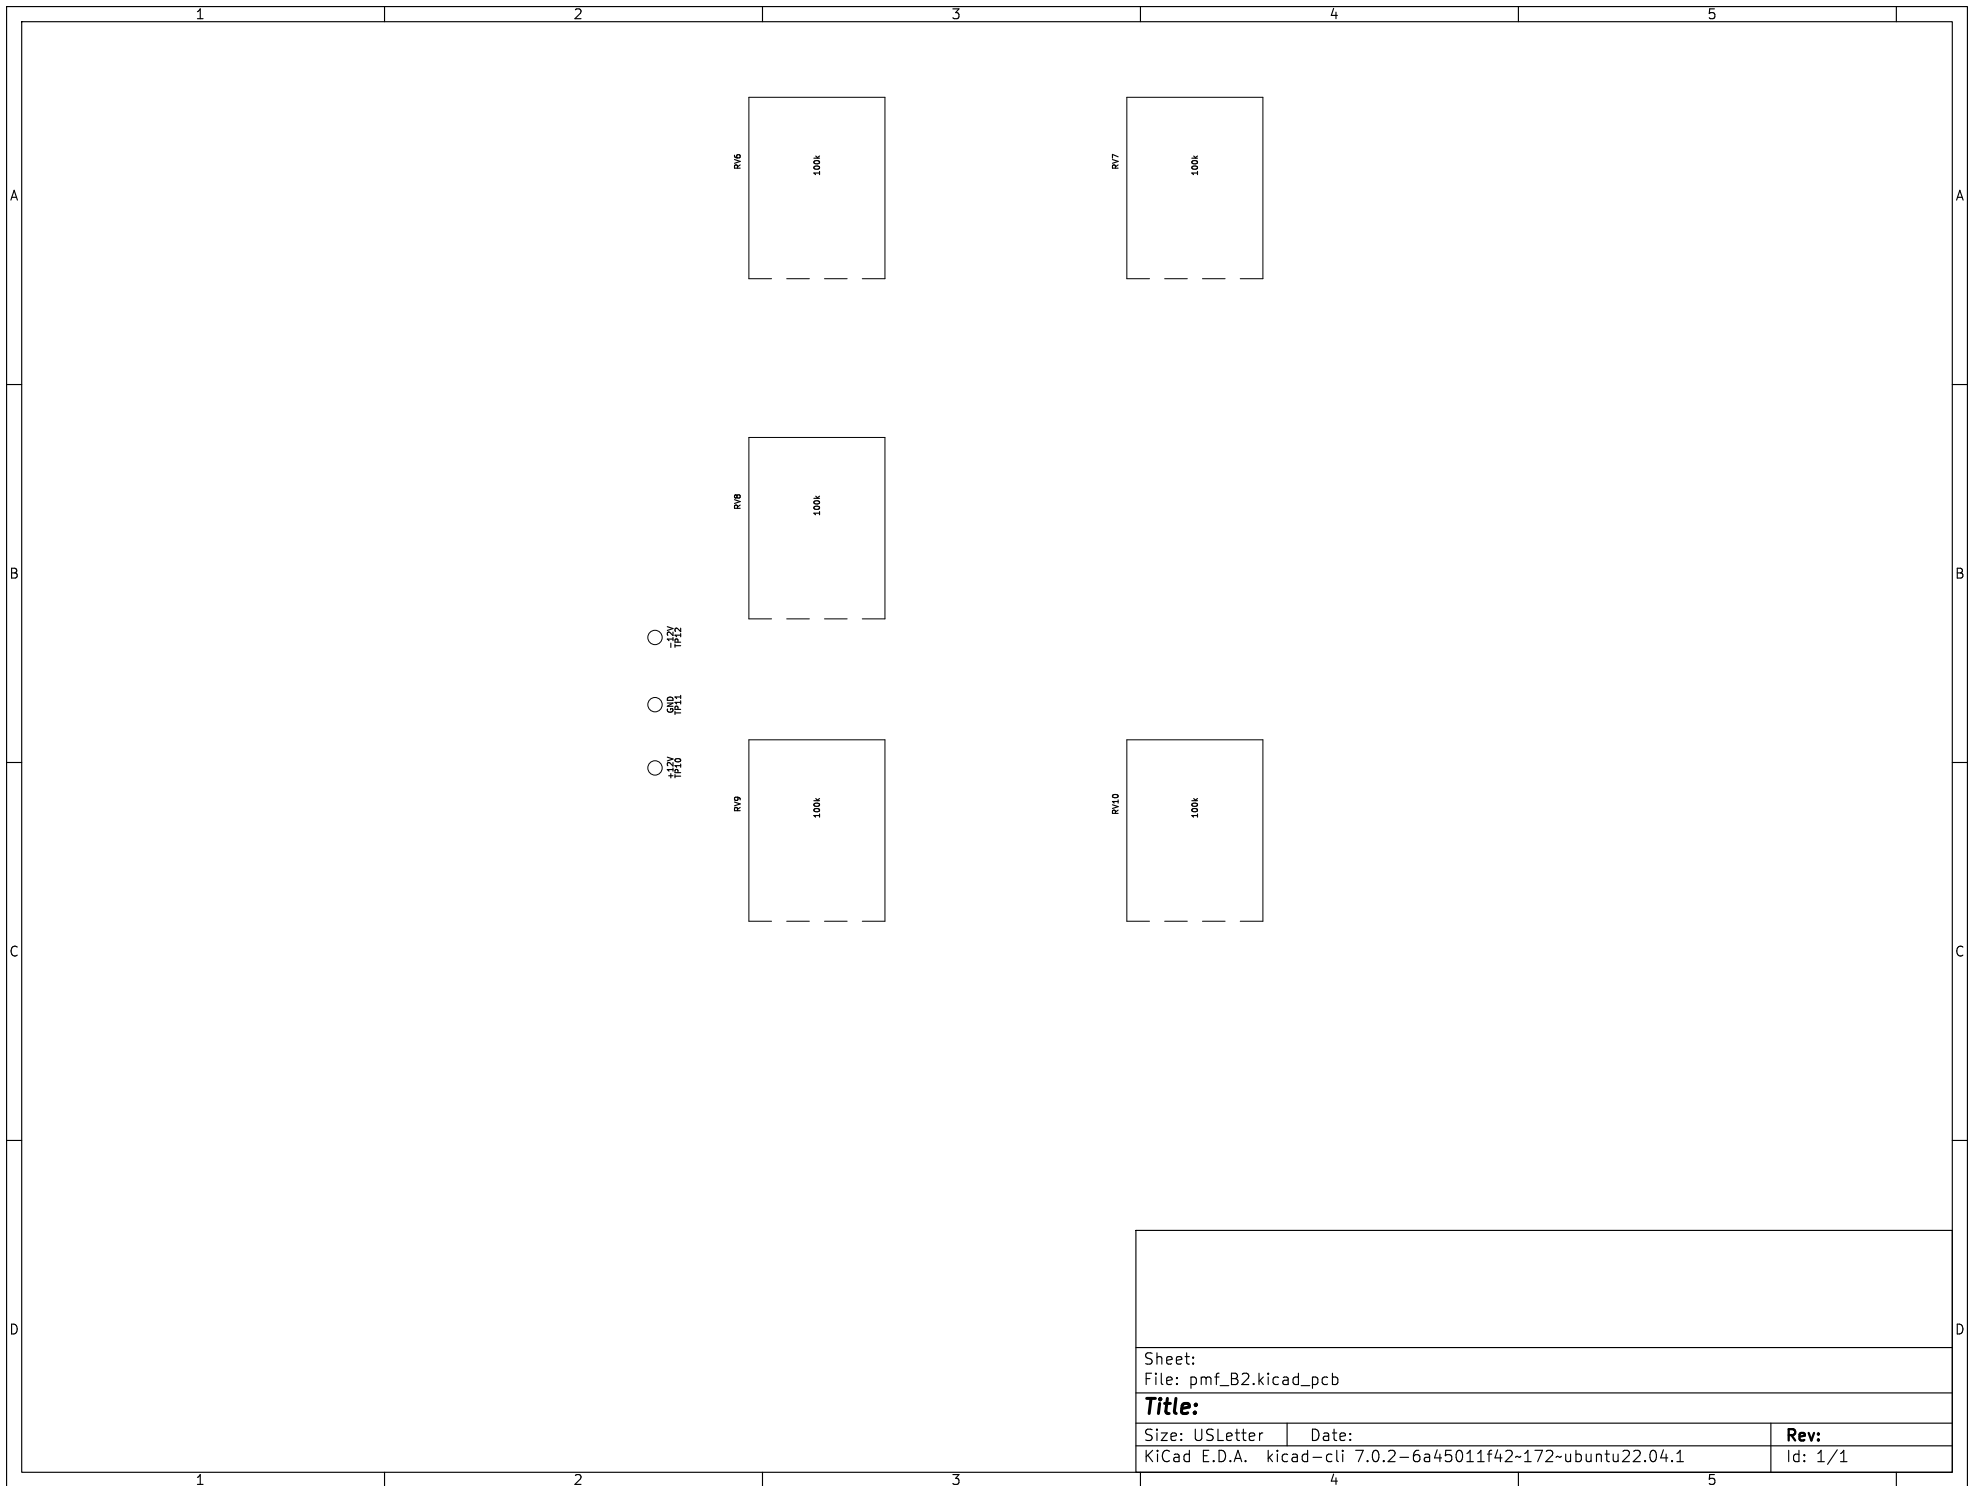 1 2 3 4 5
RV6
100k
RV7
100k
A
A
RV8
100k
B
B
-12V
TP12
GND
TP11
+12V
TP10
RV9
100k
RV10
100k
C
C
D
D
Sheet:
File: pmf_B2.kicad_pcb
Title:
Size: USLetter Date: Rev:
KiCad E.D.A. kicad-cli 7.0.2-6a45011f42~172~ubuntu22.04.1 Id: 1/1
1 2 3 4 5